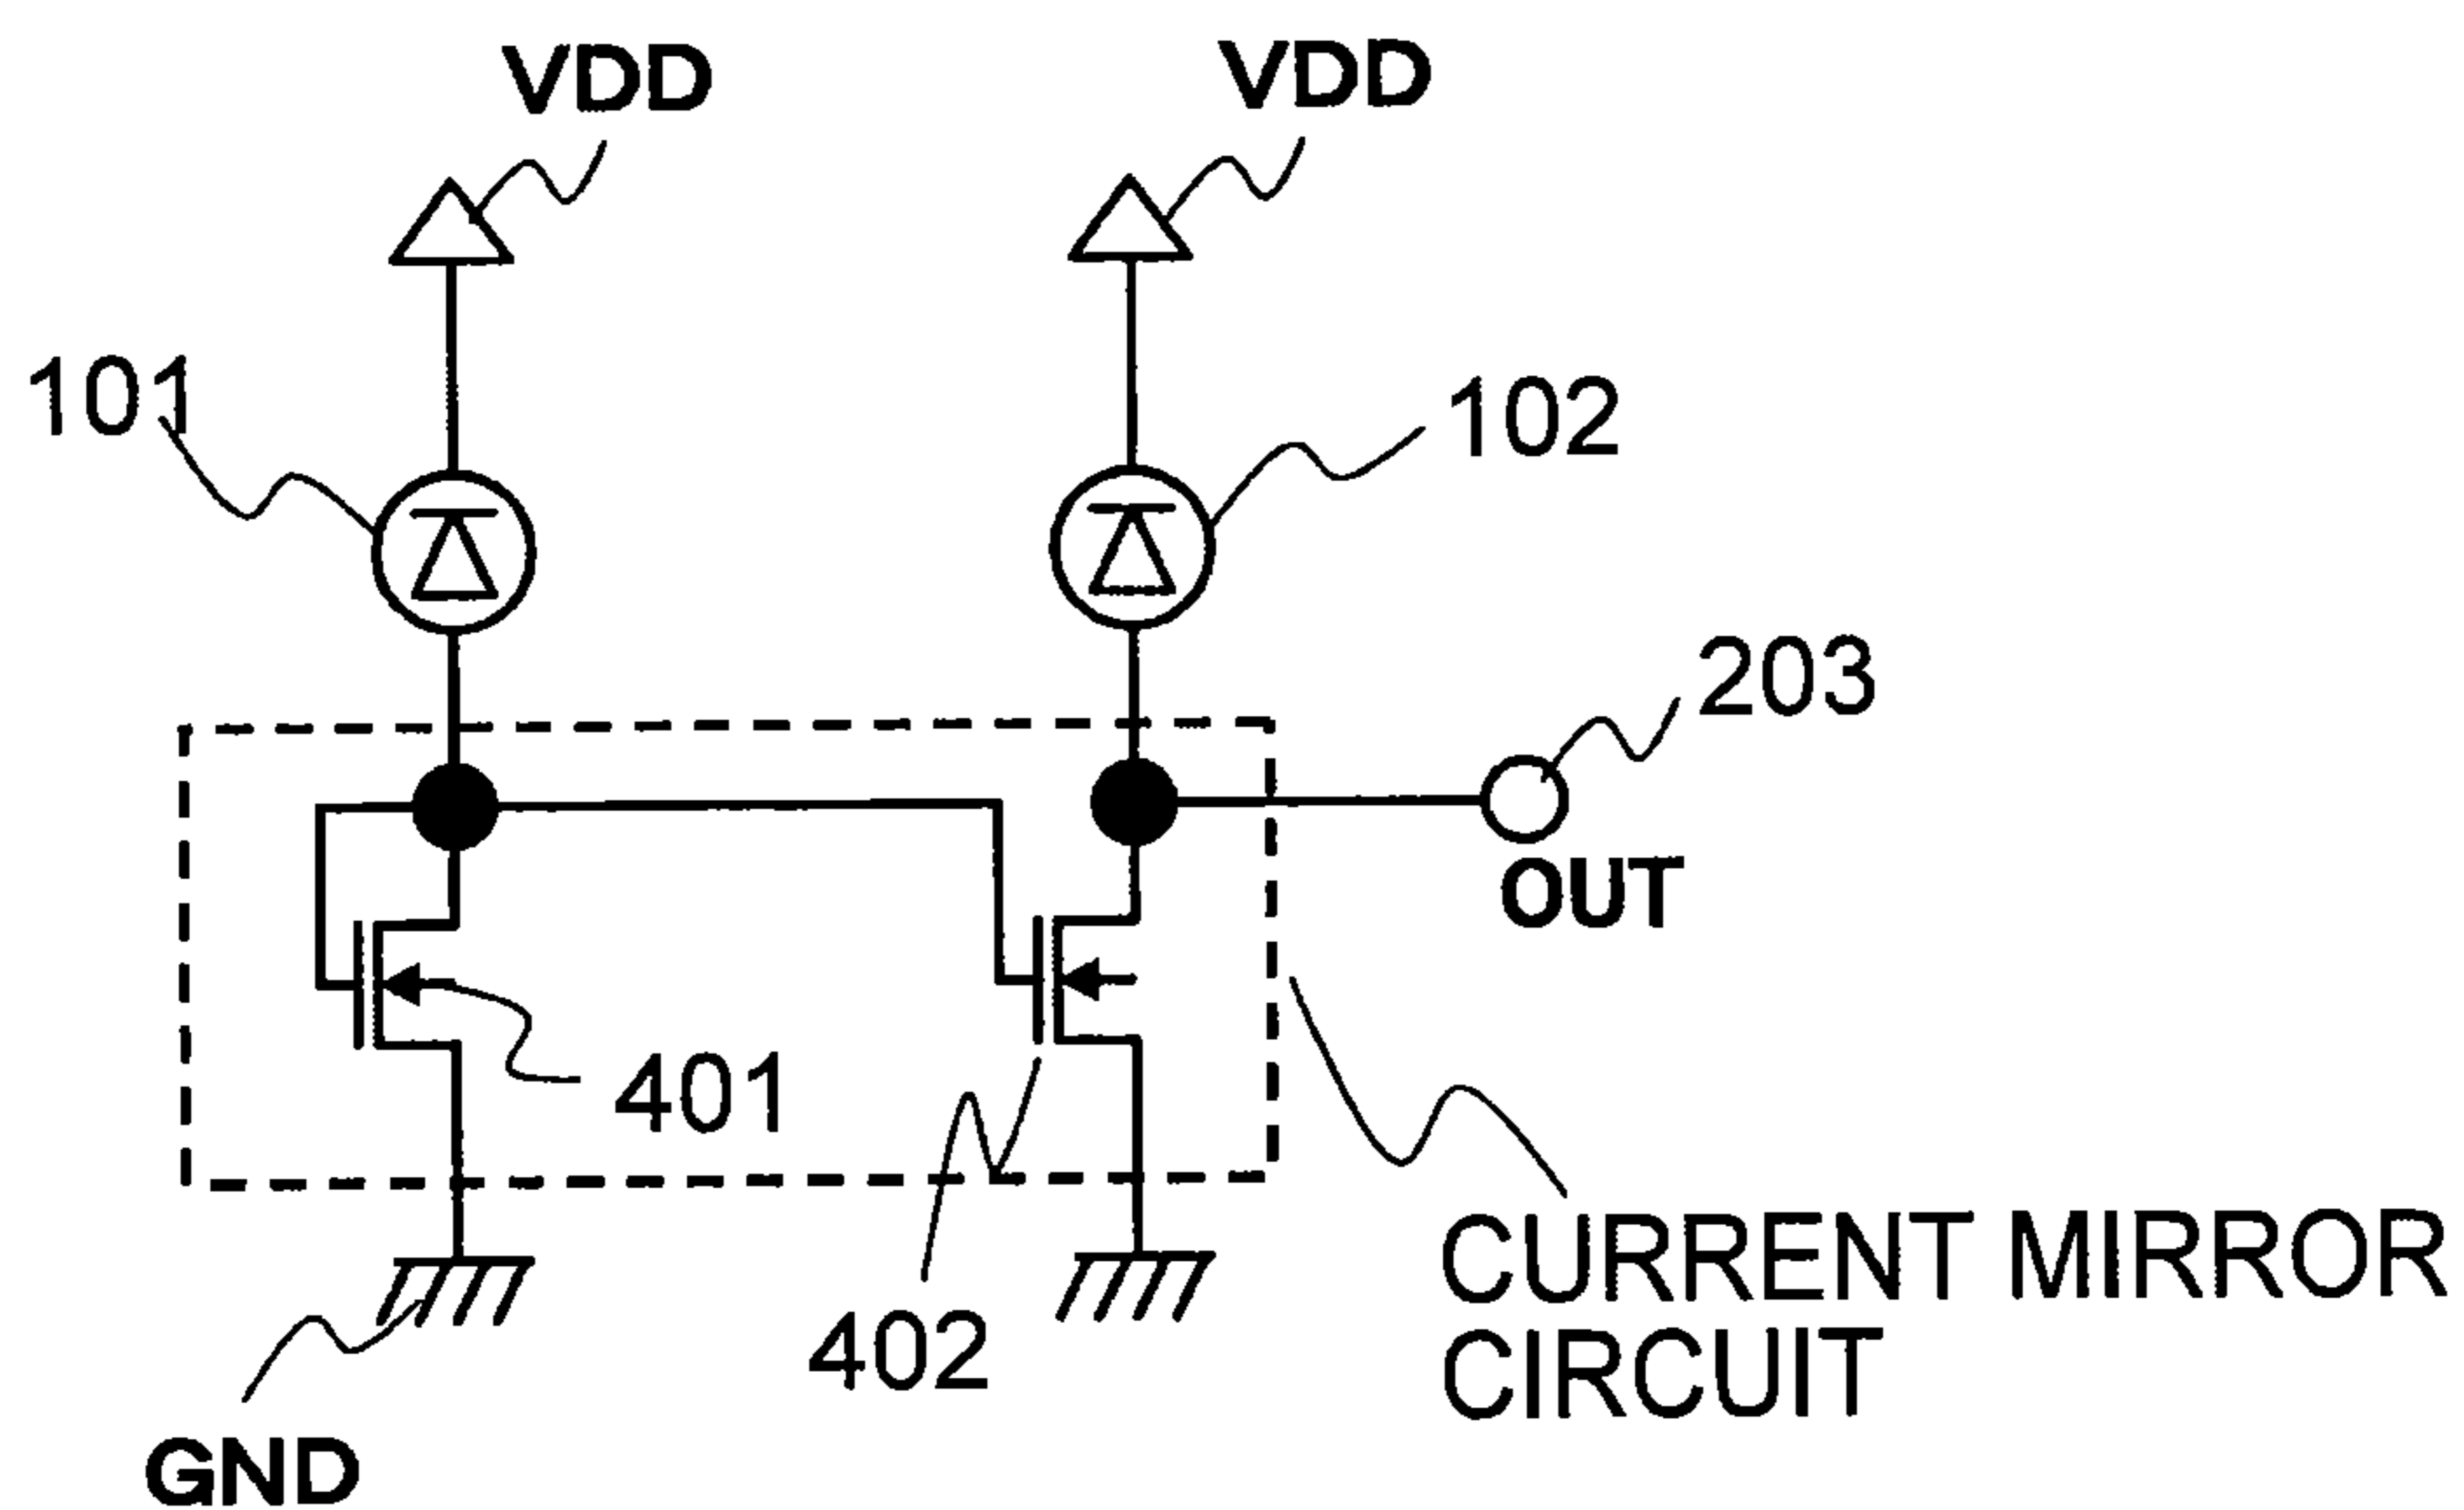 VDD
VDD
101
102
203
OUT
401
402
CURRENT MIRROR
CIRCUIT
GND